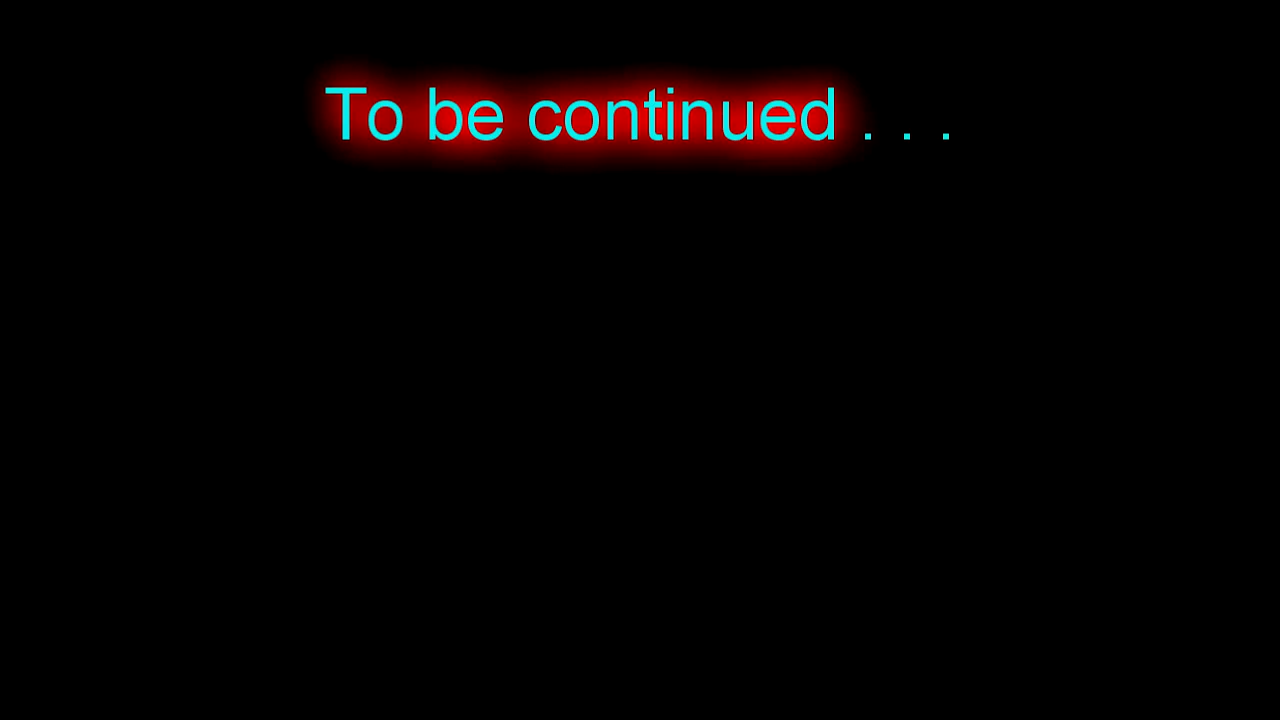 To be continued . . .